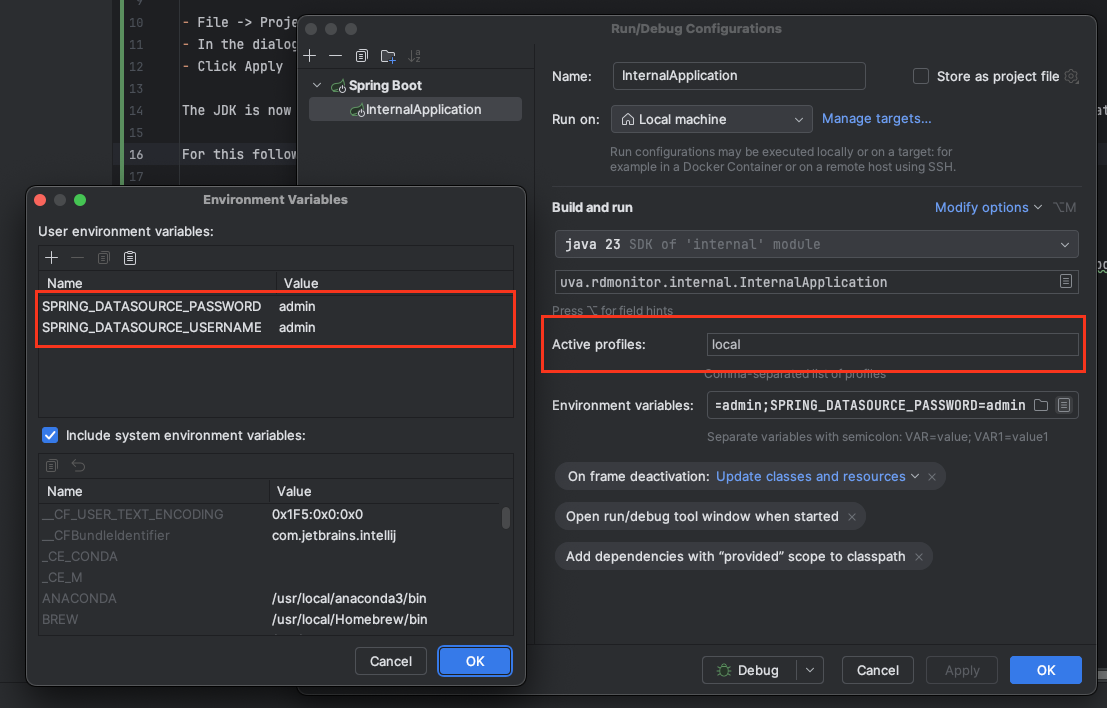 9
10 - File -> Proje
11 - In the dialog
12 - Click Apply
13
14 The JDK is now
15
16 For this follow
17
Run/Debug Configurations
Spring Boot
InternalApplication
Name: InternalApplication Store as project file
Run on: Local machine Manage targets...
Run configurations may be executed locally or on a target: for
example in a Docker Container or on a remote host using SSH.
Build and run Modify options ⌥M
java 23 SDK of 'internal' module
uva.rdmonitor.internal.InternalApplication
Press ⌥ for field hints
Active profiles: local
Comma-separated list of profiles
Environment variables: =admin;SPRING_DATASOURCE_PASSWORD=admin
Separate variables with semicolon: VAR=value; VAR1=value1
On frame deactivation: Update classes and resources
Open run/debug tool window when started
Add dependencies with “provided” scope to classpath
Debug Cancel Apply OK
Environment Variables
User environment variables:
Name Value
SPRING_DATASOURCE_PASSWORD admin
SPRING_DATASOURCE_USERNAME admin
Include system environment variables:
Name Value
__CF_USER_TEXT_ENCODING 0x1F5:0x0:0x0
__CFBundleIdentifier com.jetbrains.intellij
_CE_CONDA
_CE_M
ANACONDA /usr/local/anaconda3/bin
BREW /usr/local/Homebrew/bin
Cancel OK